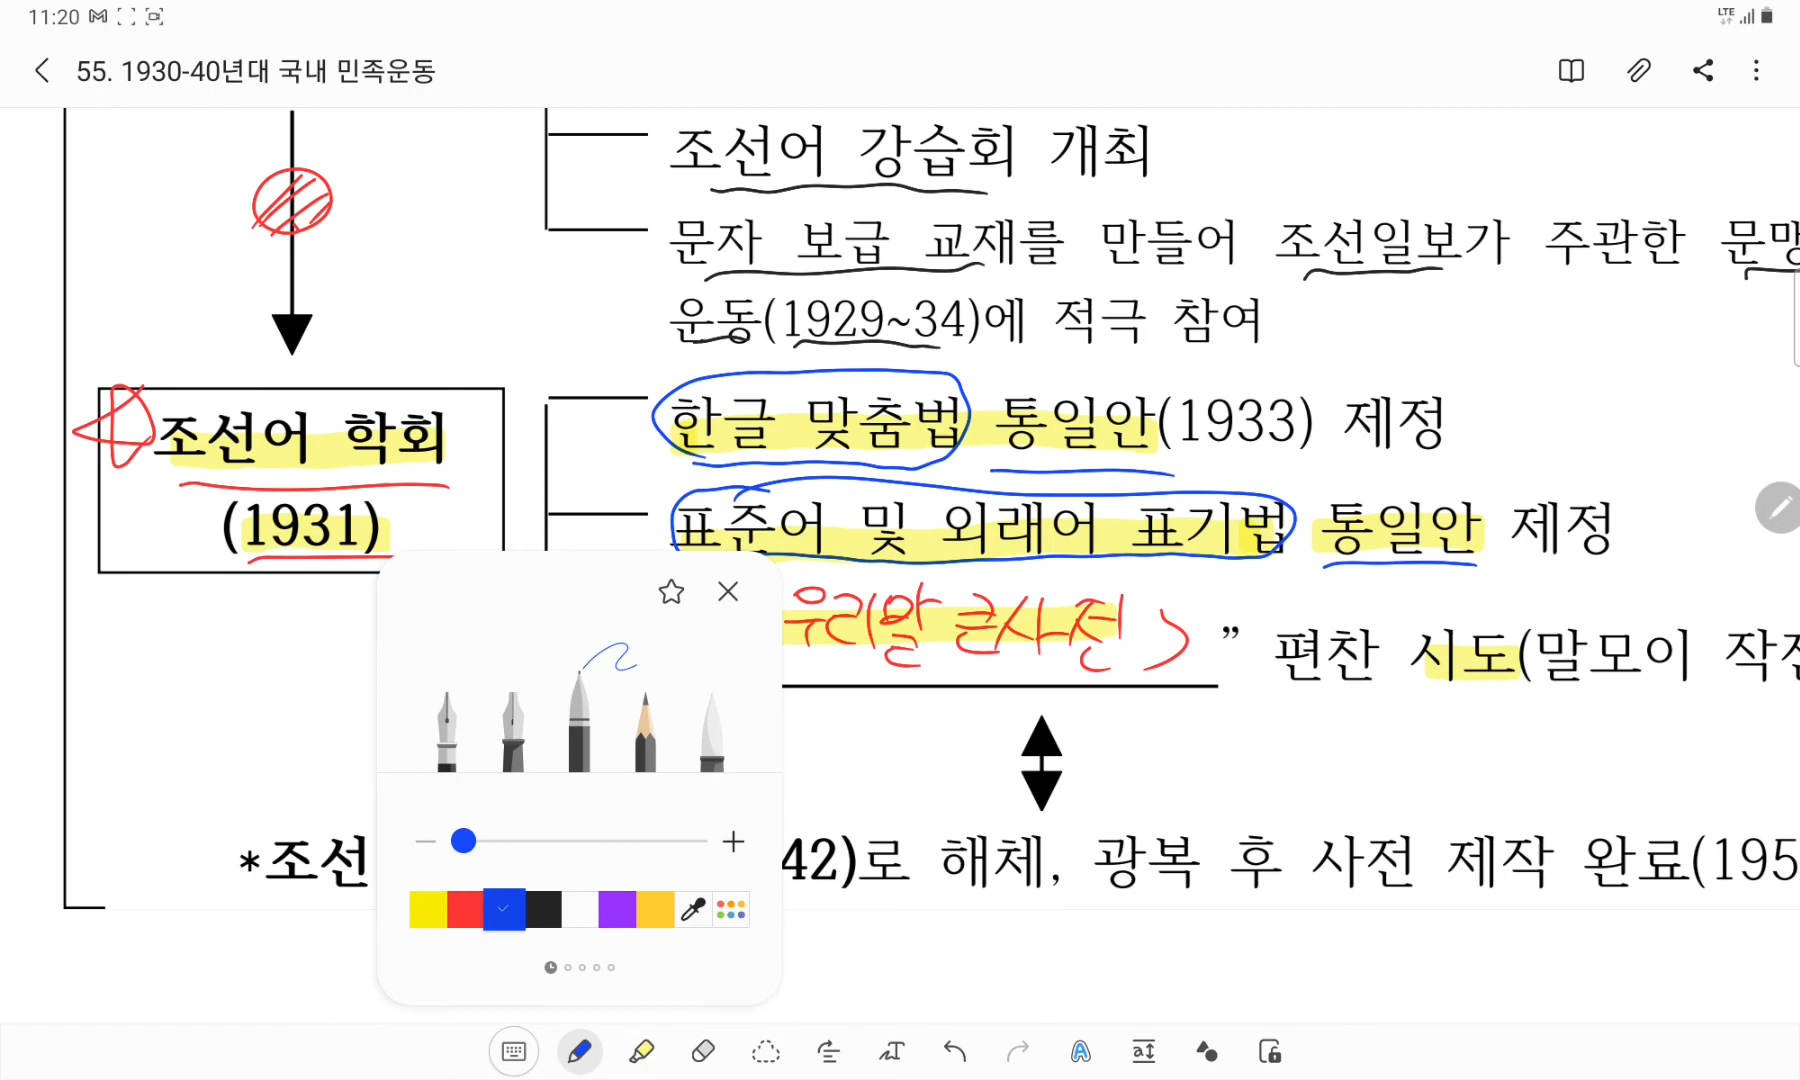 11:20
LTE
55. 1930-40년대 국내 민족운동
조선어 강습회 개최
문자 보급 교재를 만들어 조선일보가 주관한 문맹
운동(1929~34)에 적극 참여
조선어 학회
(1931)
한글 맞춤법 통일안(1933) 제정
표준어 및 외래어 표기법 통일안 제정
우리말 큰사전 ” 편찬 시도(말모이 작전
*조선
42)로 해체, 광복 후 사전 제작 완료(195